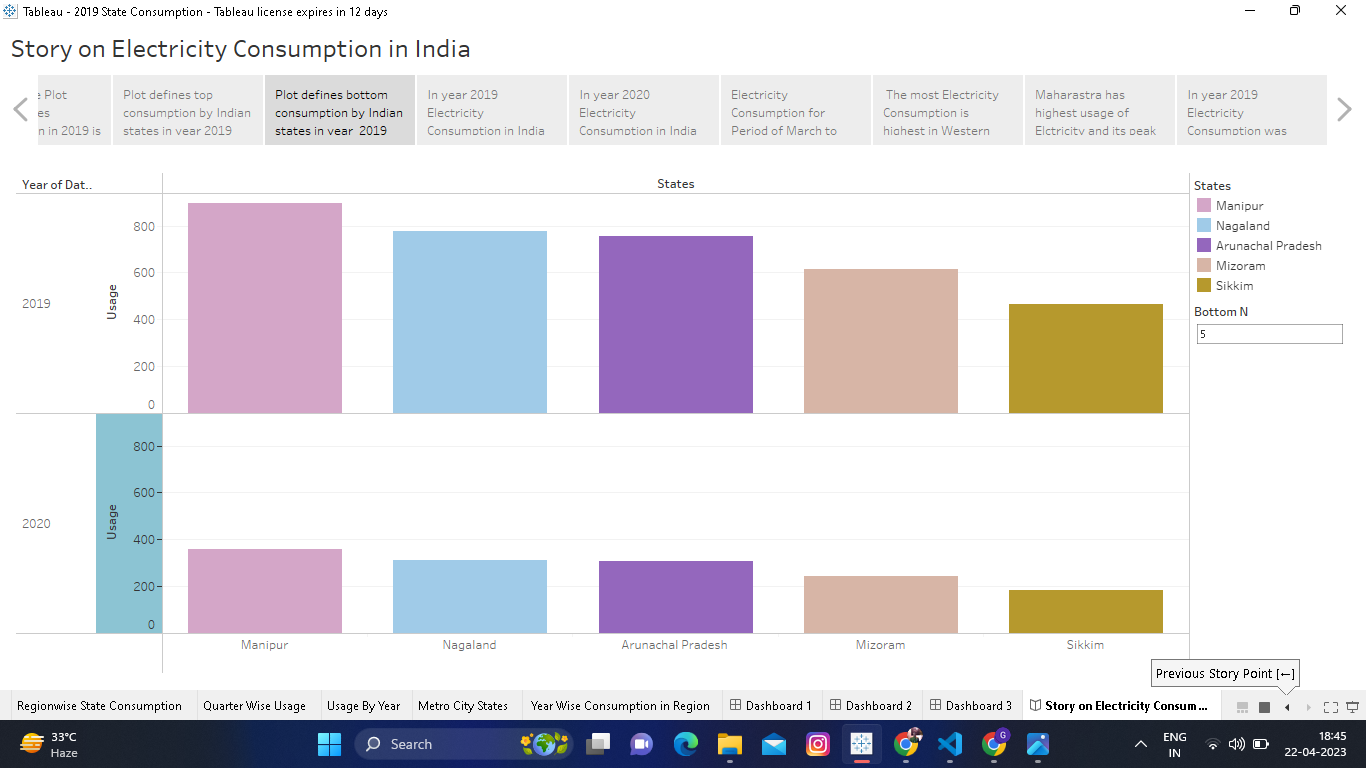 Tableau - 2019 State Consumption - Tableau license expires in 12 days
Story on Electricity Consumption in India
e Plot
es
n in 2019 is
Plot defines top
consumption by Indian
states in year 2019
Plot defines bottom
consumption by Indian
states in year 2019
In year 2019
Electricity
Consumption in India
In year 2020
Electricity
Consumption in India
Electricity
Consumption for
Period of March to
The most Electricity
Consumption is
highest in Western
Maharastra has
highest usage of
Elctricity and its peak
In year 2019
Electricity
Consumption was
Year of Dat..
States
2019
Usage
800
600
400
200
0
2020
Usage
800
600
400
200
0
Manipur
Nagaland
Arunachal Pradesh
Mizoram
Sikkim
States
Manipur
Nagaland
Arunachal Pradesh
Mizoram
Sikkim
Bottom N
5
Previous Story Point [←]
Regionwise State Consumption
Quarter Wise Usage
Usage By Year
Metro City States
Year Wise Consumption in Region
Dashboard 1
Dashboard 2
Dashboard 3
Story on Electricity Consum...
33°C
Haze
Search
G
ENG
IN
18:45
22-04-2023